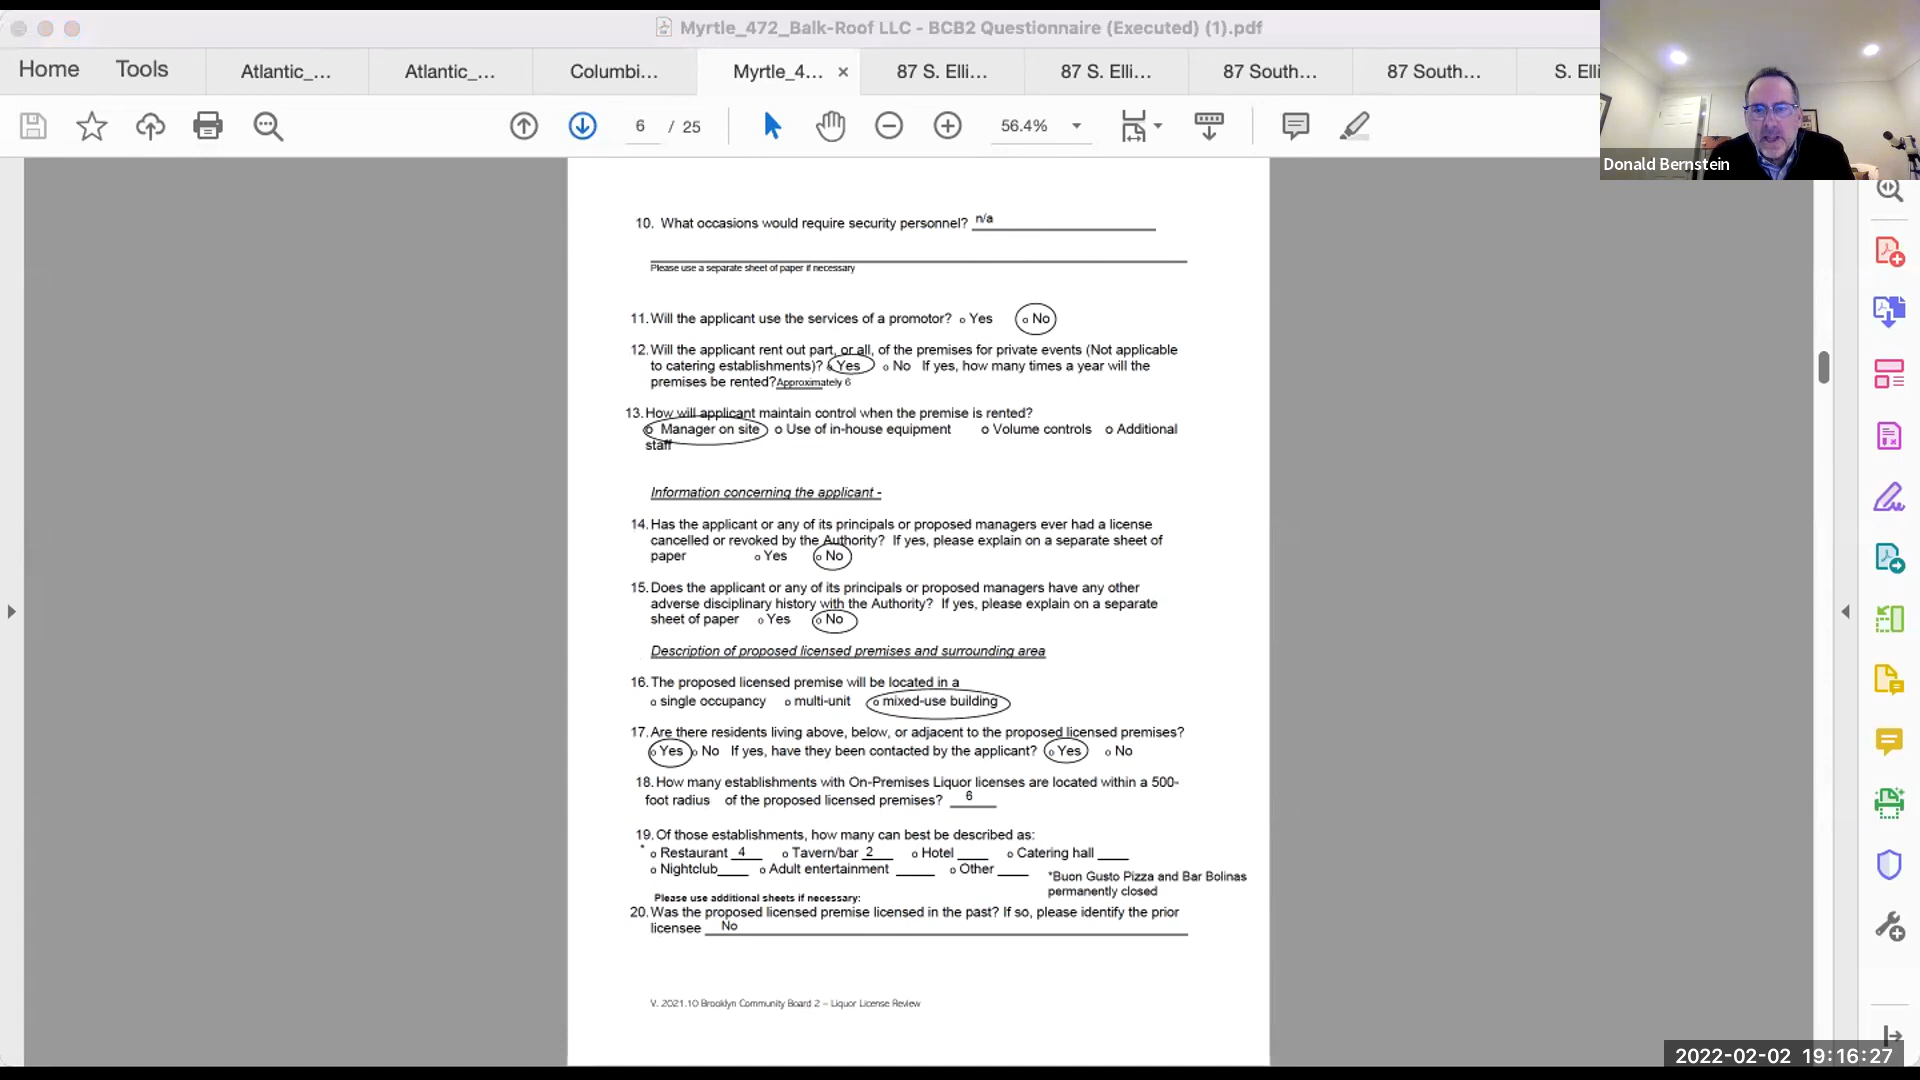 Myrtle_472_Balk-Roof LLC - BCB2 Questionnaire (Executed) (1).pdf
Home Tools Atlantic_... Atlantic_... Columbi... Myrtle_4... × 87 S. Elli... 87 S. Elli... 87 South... 87 South... S. Elli
6 / 25 56.4%
Donald Bernstein
10. What occasions would require security personnel? n/a
Please use a separate sheet of paper if necessary
11. Will the applicant use the services of a promotor? o Yes o No
12. Will the applicant rent out part, or all, of the premises for private events (Not applicable
to catering establishments)? o Yes o No If yes, how many times a year will the
premises be rented? Approximately 6
13. How will applicant maintain control when the premise is rented?
o Manager on site o Use of in-house equipment o Volume controls o Additional
staff
Information concerning the applicant -
14. Has the applicant or any of its principals or proposed managers ever had a license
cancelled or revoked by the Authority? If yes, please explain on a separate sheet of
paper o Yes o No
15. Does the applicant or any of its principals or proposed managers have any other
adverse disciplinary history with the Authority? If yes, please explain on a separate
sheet of paper o Yes o No
Description of proposed licensed premises and surrounding area
16. The proposed licensed premise will be located in a
o single occupancy o multi-unit o mixed-use building
17. Are there residents living above, below, or adjacent to the proposed licensed premises?
o Yes o No If yes, have they been contacted by the applicant? o Yes o No
18. How many establishments with On-Premises Liquor licenses are located within a 500-
foot radius of the proposed licensed premises? 6
19. Of those establishments, how many can best be described as:
* o Restaurant 4 o Tavern/bar 2 o Hotel ___ o Catering hall ___
o Nightclub ___ o Adult entertainment ___ o Other ___
*Buon Gusto Pizza and Bar Bolinas
permanently closed
Please use additional sheets if necessary:
20. Was the proposed licensed premise licensed in the past? If so, please identify the prior
licensee No
V. 2021.10 Brooklyn Community Board 2 – Liquor License Review
2022-02-02 19:16:27